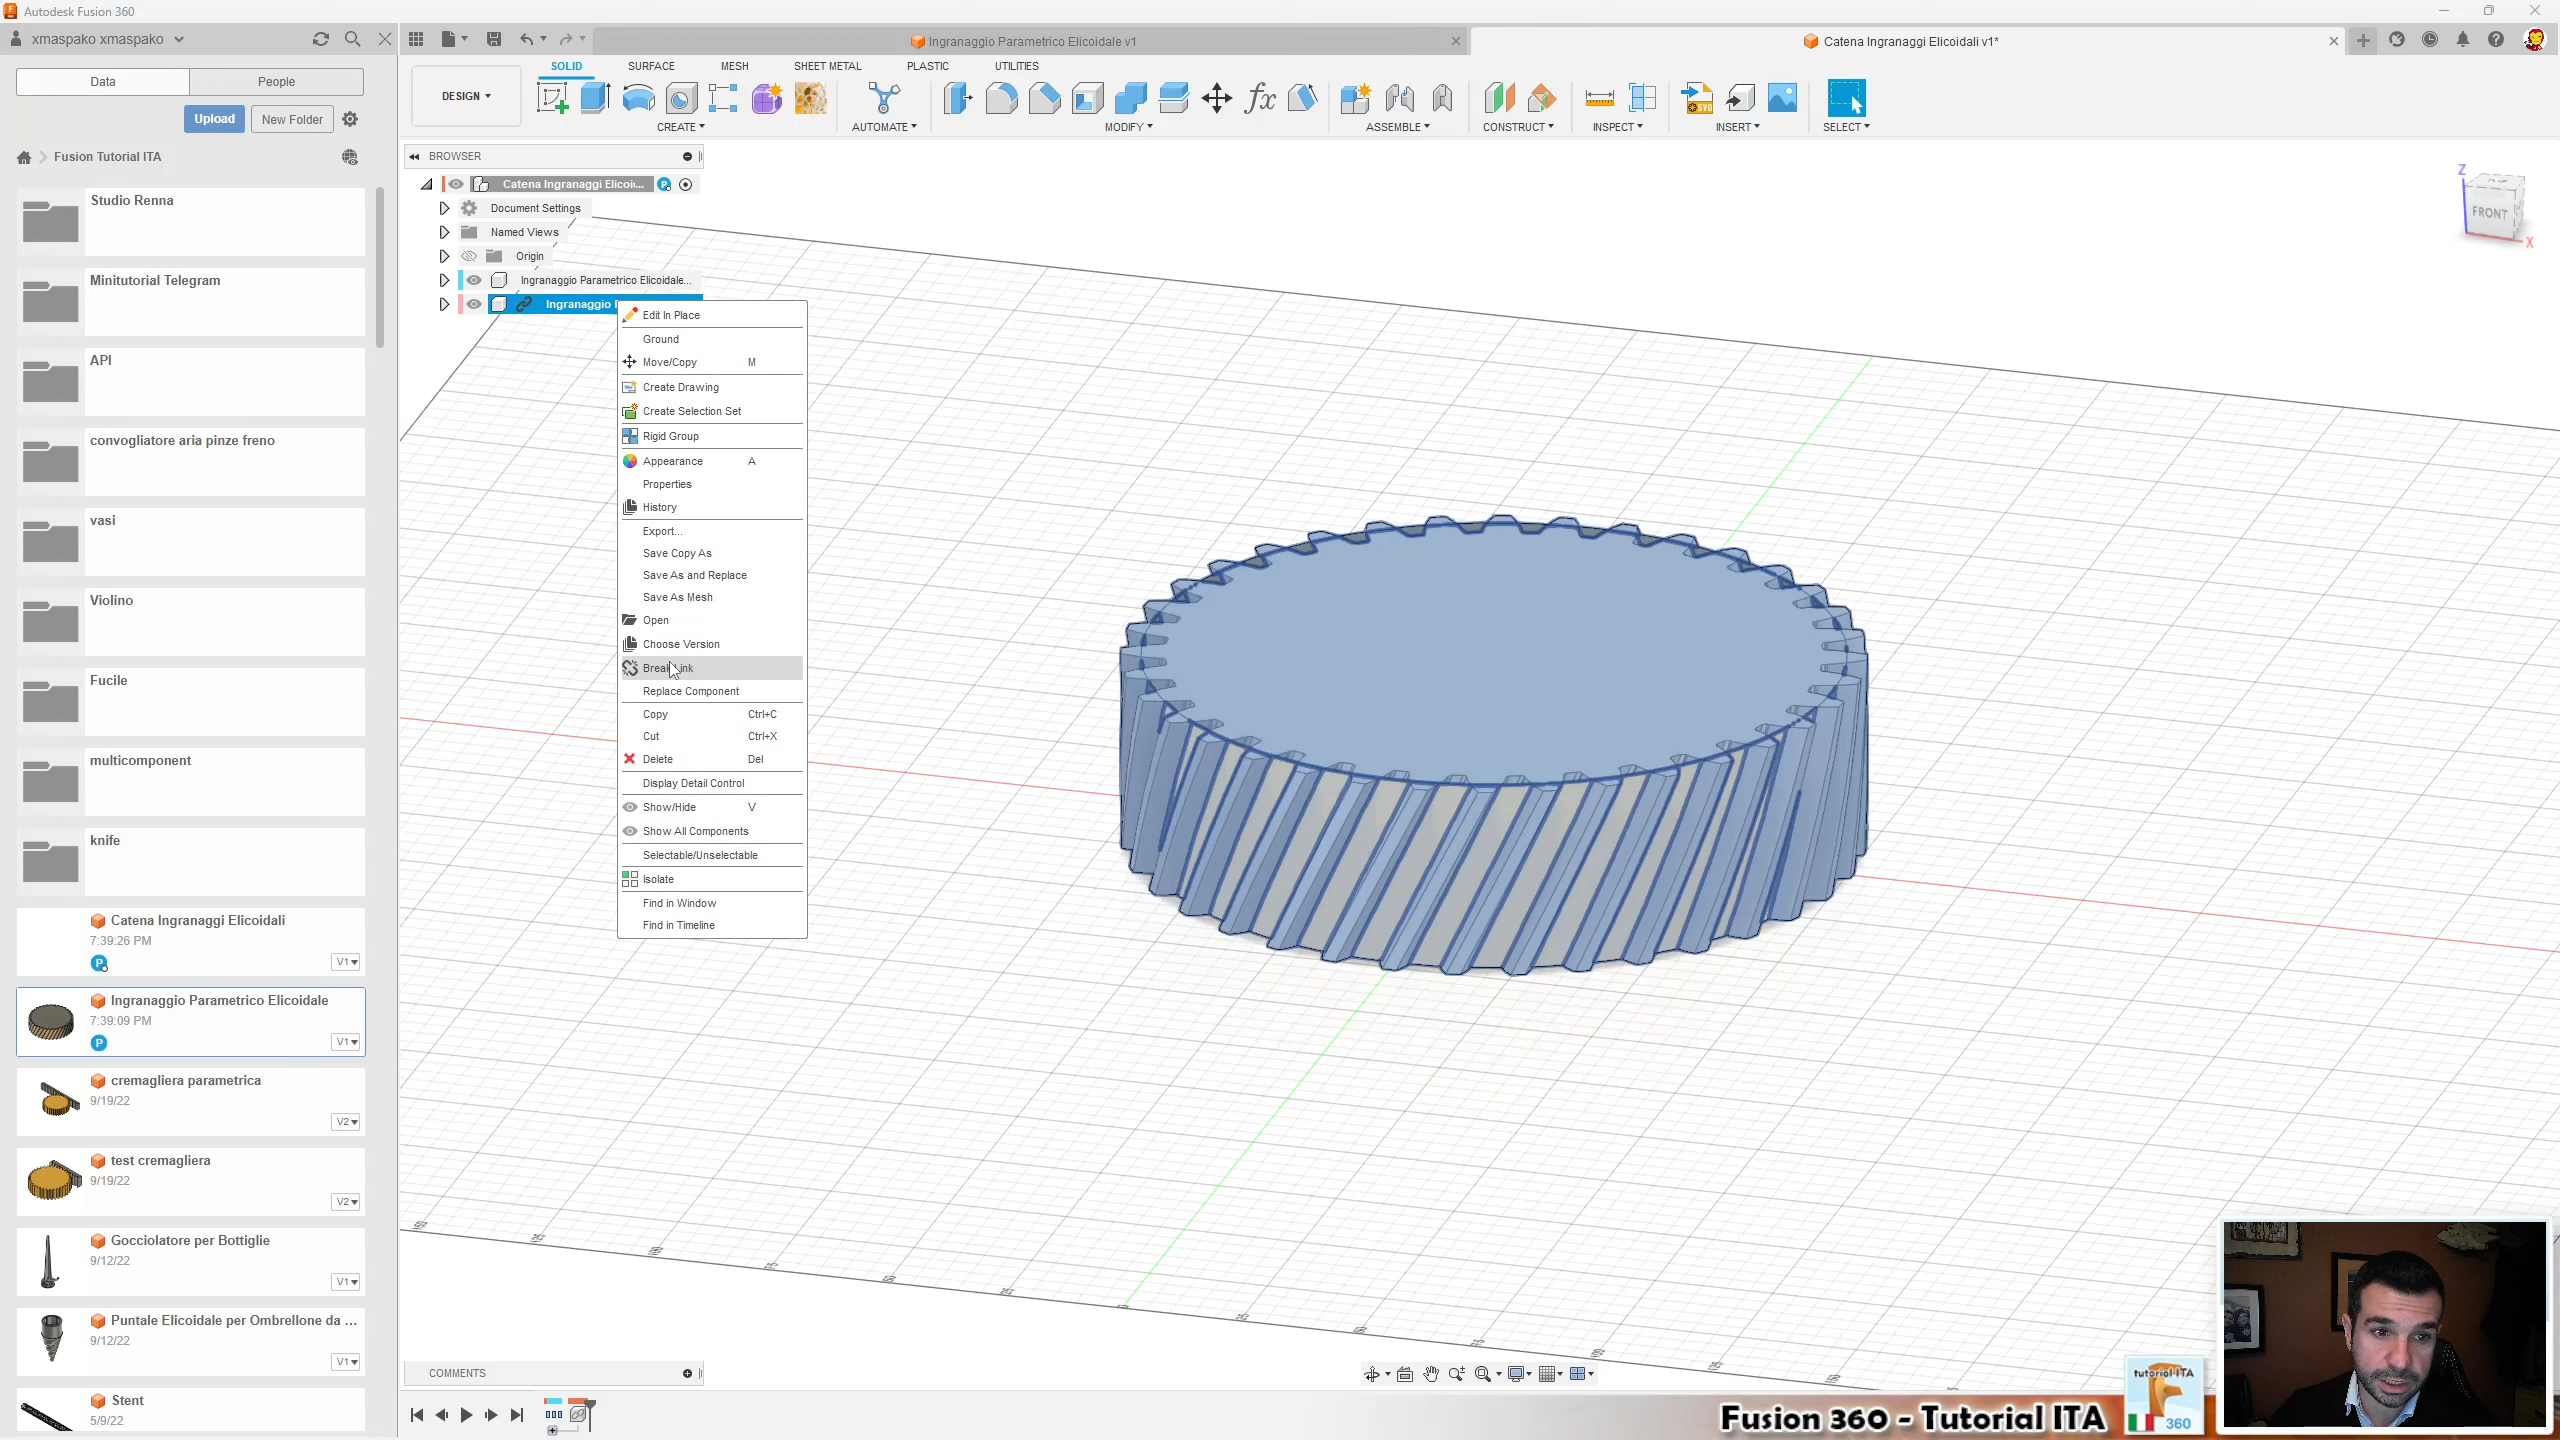 Autodesk Fusion 360
xmaspako xmaspako
Ingranaggio Parametrico Elicoidale v1
Catena Ingranaggi Elicoidali v1*
Data
People
Upload
New Folder
Fusion Tutorial ITA
Studio Renna
Minitutorial Telegram
API
convogliatore aria pinze freno
vasi
Violino
Fucile
multicomponent
knife
Catena Ingranaggi Elicoidali
7:39:26 PM
P
V1
Ingranaggio Parametrico Elicoidale
7:39:09 PM
P
V1
cremagliera parametrica
9/19/22
V2
test cremagliera
9/19/22
V2
Gocciolatore per Bottiglie
9/12/22
V1
Puntale Elicoidale per Ombrellone da ...
9/12/22
V1
Stent
5/9/22
DESIGN
SOLID
SURFACE
MESH
SHEET METAL
PLASTIC
UTILITIES
CREATE
AUTOMATE
MODIFY
ASSEMBLE
CONSTRUCT
INSPECT
INSERT
SELECT
BROWSER
Catena Ingranaggi Elicoi...
P
Document Settings
Named Views
Origin
Ingranaggio Parametrico Elicoidale...
Ingranaggio
Edit In Place
Ground
Move/Copy M
Create Drawing
Create Selection Set
Rigid Group
Appearance A
Properties
History
Export...
Save Copy As
Save As and Replace
Save As Mesh
Open
Choose Version
Break Link
Replace Component
Copy Ctrl+C
Cut Ctrl+X
Delete Del
Display Detail Control
Show/Hide V
Show All Components
Selectable/Unselectable
Isolate
Find in Window
Find in Timeline
Z
FRONT
X
COMMENTS
Fusion 360 - Tutorial ITA
tutorial ITA
360